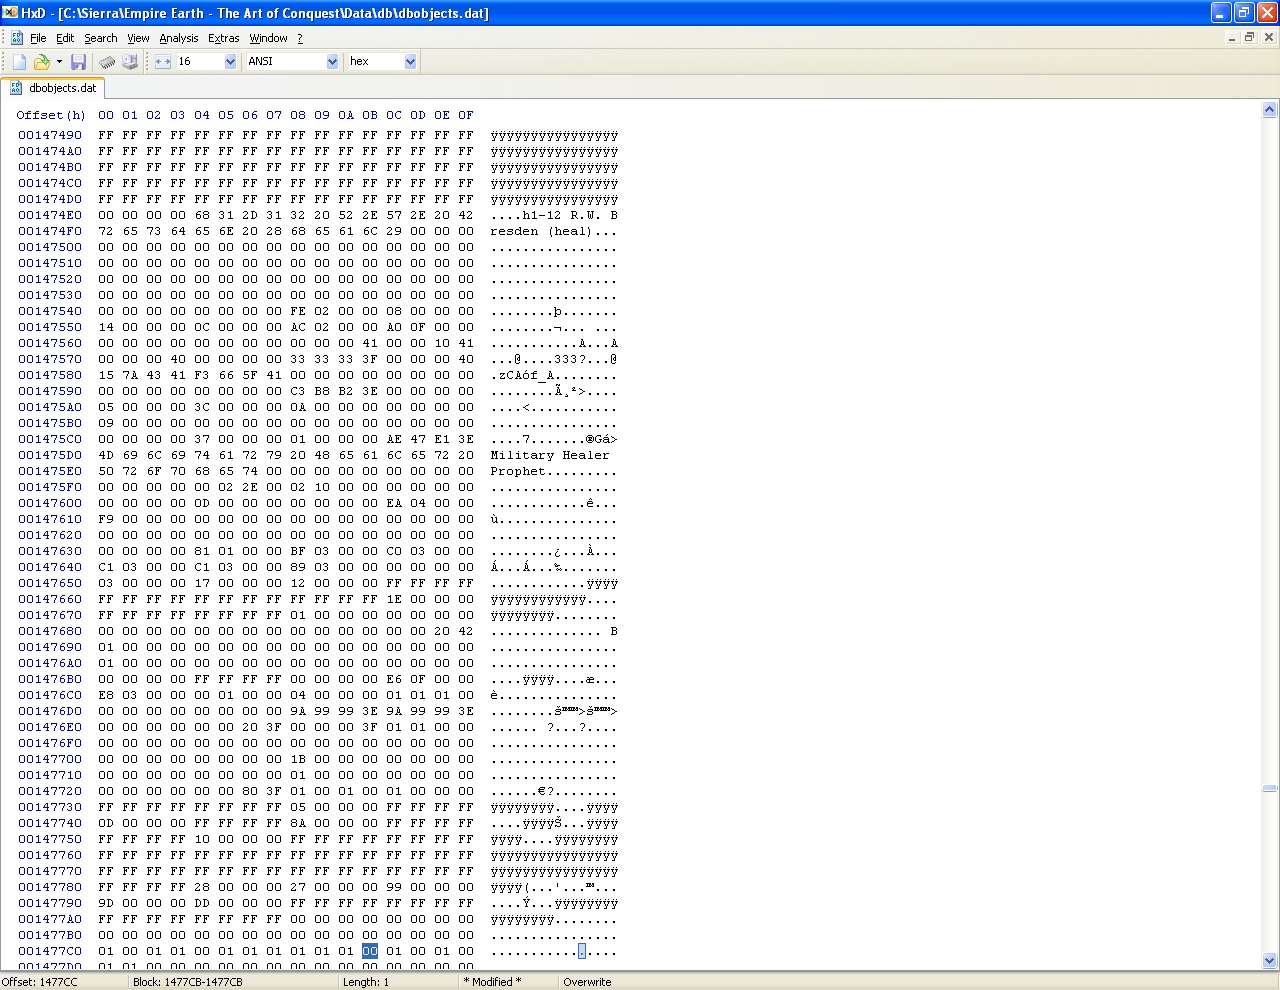 HxD - [C:\Sierra\Empire Earth - The Art of Conquest\Data\db\dbobjects.dat]
File Edit Search View Analysis Extras Window ?
16 ANSI hex
dbobjects.dat
Offset(h) 00 01 02 03 04 05 06 07 08 09 0A 0B 0C 0D 0E 0F
00147490 FF FF FF FF FF FF FF FF FF FF FF FF FF FF FF FF ÿÿÿÿÿÿÿÿÿÿÿÿÿÿÿÿ
001474A0 FF FF FF FF FF FF FF FF FF FF FF FF FF FF FF FF ÿÿÿÿÿÿÿÿÿÿÿÿÿÿÿÿ
001474B0 FF FF FF FF FF FF FF FF FF FF FF FF FF FF FF FF ÿÿÿÿÿÿÿÿÿÿÿÿÿÿÿÿ
001474C0 FF FF FF FF FF FF FF FF FF FF FF FF FF FF FF FF ÿÿÿÿÿÿÿÿÿÿÿÿÿÿÿÿ
001474D0 FF FF FF FF FF FF FF FF FF FF FF FF FF FF FF FF ÿÿÿÿÿÿÿÿÿÿÿÿÿÿÿÿ
001474E0 00 00 00 00 68 31 2D 31 32 20 52 2E 57 2E 20 42 ....h1-12 R.W. B
001474F0 72 65 73 64 65 6E 20 28 68 65 61 6C 29 00 00 00 resden (heal)...
00147500 00 00 00 00 00 00 00 00 00 00 00 00 00 00 00 00 ................
00147510 00 00 00 00 00 00 00 00 00 00 00 00 00 00 00 00 ................
00147520 00 00 00 00 00 00 00 00 00 00 00 00 00 00 00 00 ................
00147530 00 00 00 00 00 00 00 00 00 00 00 00 00 00 00 00 ................
00147540 00 00 00 00 00 00 00 00 FE 02 00 00 08 00 00 00 ........þ.......
00147550 14 00 00 00 0C 00 00 00 AC 02 00 00 A0 0F 00 00 ........¬... ...
00147560 00 00 00 00 00 00 00 00 00 00 00 41 00 00 10 41 ...........A...A
00147570 00 00 00 40 00 00 00 00 33 33 33 3F 00 00 00 40 ...@....333?...@
00147580 15 7A 43 41 F3 66 5F 41 00 00 00 00 00 00 00 00 .zCAóf_A........
00147590 00 00 00 00 00 00 00 00 C3 B8 B2 3E 00 00 00 00 ........Ã¸²>....
001475A0 05 00 00 00 3C 00 00 00 0A 00 00 00 00 00 00 00 ....<...........
001475B0 09 00 00 00 00 00 00 00 00 00 00 00 00 00 00 00 ................
001475C0 00 00 00 00 37 00 00 00 01 00 00 00 AE 47 E1 3E ....7.......®Gá>
001475D0 4D 69 6C 69 74 61 72 79 20 48 65 61 6C 65 72 20 Military Healer
001475E0 50 72 6F 70 68 65 74 00 00 00 00 00 00 00 00 00 Prophet.........
001475F0 00 00 00 00 00 02 2E 00 02 10 00 00 00 00 00 00 ................
00147600 00 00 00 00 0D 00 00 00 00 00 00 00 EA 04 00 00 ............ê...
00147610 F9 00 00 00 00 00 00 00 00 00 00 00 00 00 00 00 ù...............
00147620 00 00 00 00 00 00 00 00 00 00 00 00 00 00 00 00 ................
00147630 00 00 00 00 81 01 00 00 BF 03 00 00 C0 03 00 00 ........¿...À...
00147640 C1 03 00 00 C1 03 00 00 89 03 00 00 00 00 00 00 Á...Á...‰.......
00147650 03 00 00 00 17 00 00 00 12 00 00 00 FF FF FF FF ............ÿÿÿÿ
00147660 FF FF FF FF FF FF FF FF FF FF FF FF 1E 00 00 00 ÿÿÿÿÿÿÿÿÿÿÿÿ....
00147670 FF FF FF FF FF FF FF FF 01 00 00 00 00 00 00 00 ÿÿÿÿÿÿÿÿ........
00147680 00 00 00 00 00 00 00 00 00 00 00 00 00 00 20 42 .............. B
00147690 01 00 00 00 00 00 00 00 00 00 00 00 00 00 00 00 ................
001476A0 01 00 00 00 00 00 00 00 00 00 00 00 00 00 00 00 ................
001476B0 00 00 00 00 FF FF FF FF 00 00 00 00 E6 0F 00 00 ....ÿÿÿÿ....æ...
001476C0 E8 03 00 00 00 01 00 00 04 00 00 00 01 01 01 00 è...............
001476D0 00 00 00 00 00 00 00 00 9A 99 99 3E 9A 99 99 3E ........š™™>š™™>
001476E0 00 00 00 00 00 00 20 3F 00 00 00 3F 01 01 00 00 ...... ?...?....
001476F0 00 00 00 00 00 00 00 00 00 00 00 00 00 00 00 00 ................
00147700 00 00 00 00 00 00 00 00 1B 00 00 00 00 00 00 00 ................
00147710 00 00 00 00 00 00 00 00 01 00 00 00 00 00 00 00 ................
00147720 00 00 00 00 00 00 80 3F 01 00 01 00 01 00 00 00 ......€?........
00147730 FF FF FF FF FF FF FF FF 05 00 00 00 FF FF FF FF ÿÿÿÿÿÿÿÿ....ÿÿÿÿ
00147740 0D 00 00 00 FF FF FF FF 8A 00 00 00 FF FF FF FF ....ÿÿÿÿŠ...ÿÿÿÿ
00147750 FF FF FF FF 10 00 00 00 FF FF FF FF FF FF FF FF ÿÿÿÿ....ÿÿÿÿÿÿÿÿ
00147760 FF FF FF FF FF FF FF FF FF FF FF FF FF FF FF FF ÿÿÿÿÿÿÿÿÿÿÿÿÿÿÿÿ
00147770 FF FF FF FF FF FF FF FF FF FF FF FF FF FF FF FF ÿÿÿÿÿÿÿÿÿÿÿÿÿÿÿÿ
00147780 FF FF FF FF 28 00 00 00 27 00 00 00 99 00 00 00 ÿÿÿÿ(...'...™...
00147790 9D 00 00 00 DD 00 00 00 FF FF FF FF FF FF FF FF ....Ý...ÿÿÿÿÿÿÿÿ
001477A0 FF FF FF FF FF FF FF FF 00 00 00 00 00 00 00 00 ÿÿÿÿÿÿÿÿ........
001477B0 00 00 00 00 00 00 00 00 00 00 00 00 00 00 00 00 ................
001477C0 01 00 01 01 00 01 01 01 01 01 01 00 01 00 01 00 ................
001477D0 01 01 00 00 00 00 00 00 00 00 00 00 00 00 00 00 ................
Offset: 1477CC Block: 1477CB-1477CB Length: 1 * Modified * Overwrite